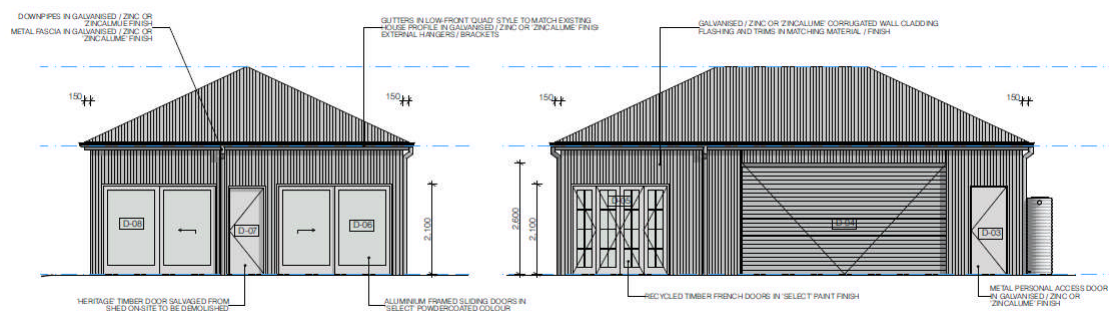 DOWNPIPES IN GALVANISED / ZINC OR
'ZINCALMUE FINISH
METAL FASCIA IN GALVANISED / ZINC OR
'ZINCALUME' FINISH
GUTTERS IN LOW-FRONT 'QUAD' STYLE TO MATCH EXISTING
HOUSE PROFILE IN GALVANISED / ZINC OR 'ZINCALUME' FINISH
EXTERNAL HANGERS / BRACKETS
GALVANISED / ZINC OR 'ZINCALUME' CORRUGATED WALL CLADDING
FLASHING AND TRIMS IN MATCHING MATERIAL / FINISH
150
150
150
150
D-08
D-07
D-06
2,100
2,600
2,100
D-05
D-04
D-03
'HERITAGE' TIMBER DOOR SALVAGED FROM
SHED ON-SITE TO BE DEMOLISHED
ALUMINIUM FRAMED SLIDING DOORS IN
'SELECT' POWDERCOATED COLOUR
RECYCLED TIMBER FRENCH DOORS IN 'SELECT' PAINT FINISH
METAL PERSONAL ACCESS DOOR
IN GALVANISED / ZINC OR
'ZINCALUME' FINISH